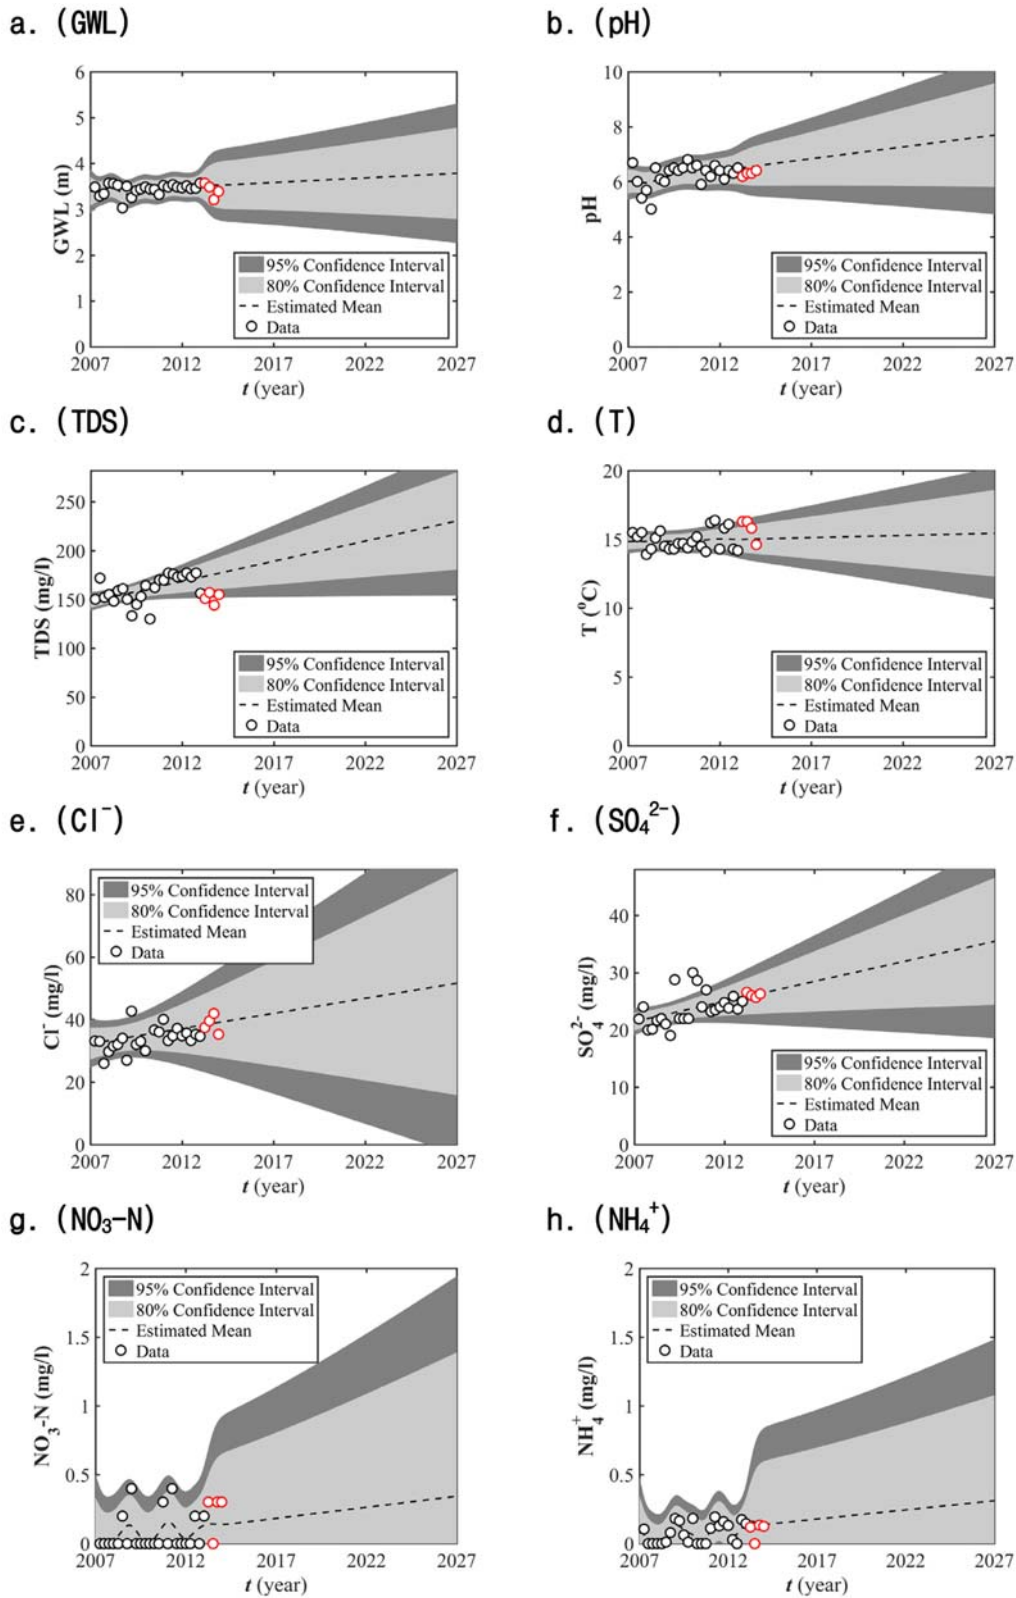 a. (GWL)
b. (pH)
GWL (m)
6
5
4
3
2
1
0
95% Confidence Interval
80% Confidence Interval
Estimated Mean
Data
2007 2012 2017 2022 2027
t (year)
pH
10
8
6
4
2
0
95% Confidence Interval
80% Confidence Interval
Estimated Mean
Data
2007 2012 2017 2022 2027
t (year)
c. (TDS)
d. (T)
TDS (mg/l)
250
200
150
100
50
0
95% Confidence Interval
80% Confidence Interval
Estimated Mean
Data
2007 2012 2017 2022 2027
t (year)
T (°C)
20
15
10
5
0
95% Confidence Interval
80% Confidence Interval
Estimated Mean
Data
2007 2012 2017 2022 2027
t (year)
e. (Cl⁻)
f. (SO₄²⁻)
Cl⁻ (mg/l)
80
60
40
20
0
95% Confidence Interval
80% Confidence Interval
Estimated Mean
Data
2007 2012 2017 2022 2027
t (year)
SO₄²⁻ (mg/l)
40
30
20
10
0
95% Confidence Interval
80% Confidence Interval
Estimated Mean
Data
2007 2012 2017 2022 2027
t (year)
g. (NO₃-N)
h. (NH₄⁺)
NO₃-N (mg/l)
2
1.5
1
0.5
0
95% Confidence Interval
80% Confidence Interval
Estimated Mean
Data
2007 2012 2017 2022 2027
t (year)
NH₄⁺ (mg/l)
2
1.5
1
0.5
0
95% Confidence Interval
80% Confidence Interval
Estimated Mean
Data
2007 2012 2017 2022 2027
t (year)